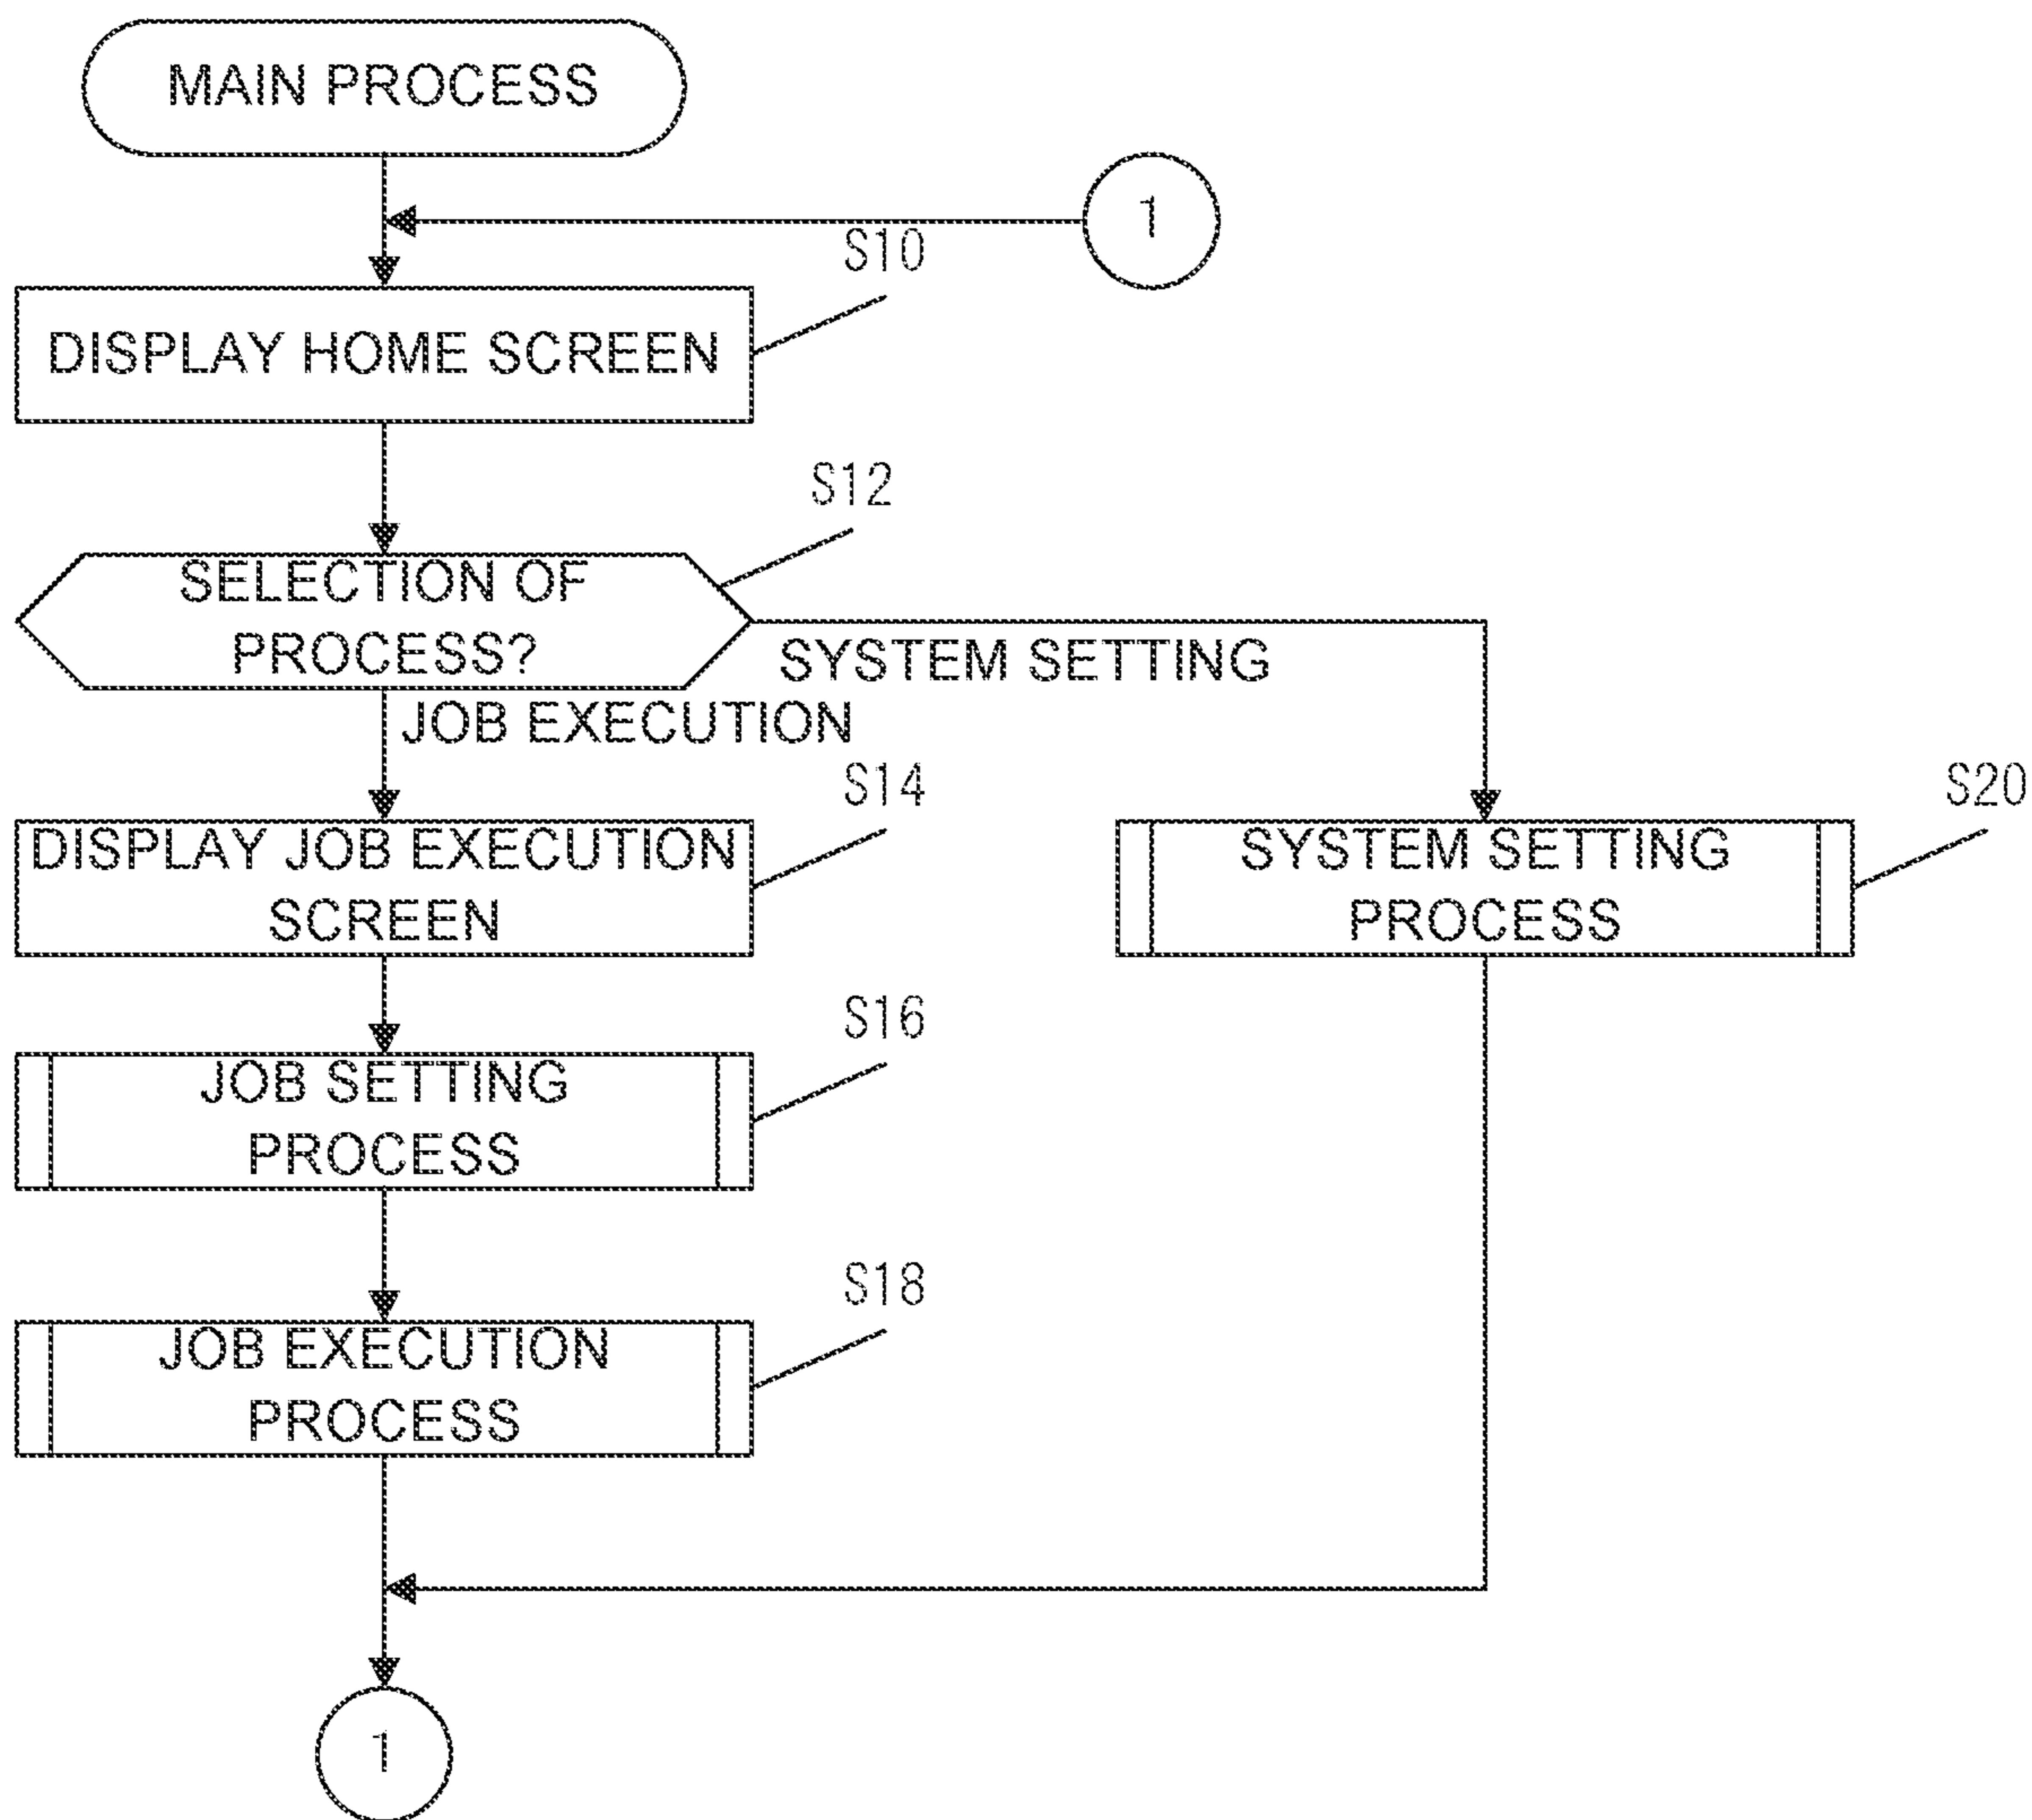 MAIN PROCESS
1
S10
DISPLAY HOME SCREEN
S12
SELECTION OF
PROCESS?
SYSTEM SETTING
JOB EXECUTION
S14
DISPLAY JOB EXECUTION
SCREEN
S20
SYSTEM SETTING
PROCESS
S16
JOB SETTING
PROCESS
S18
JOB EXECUTION
PROCESS
1